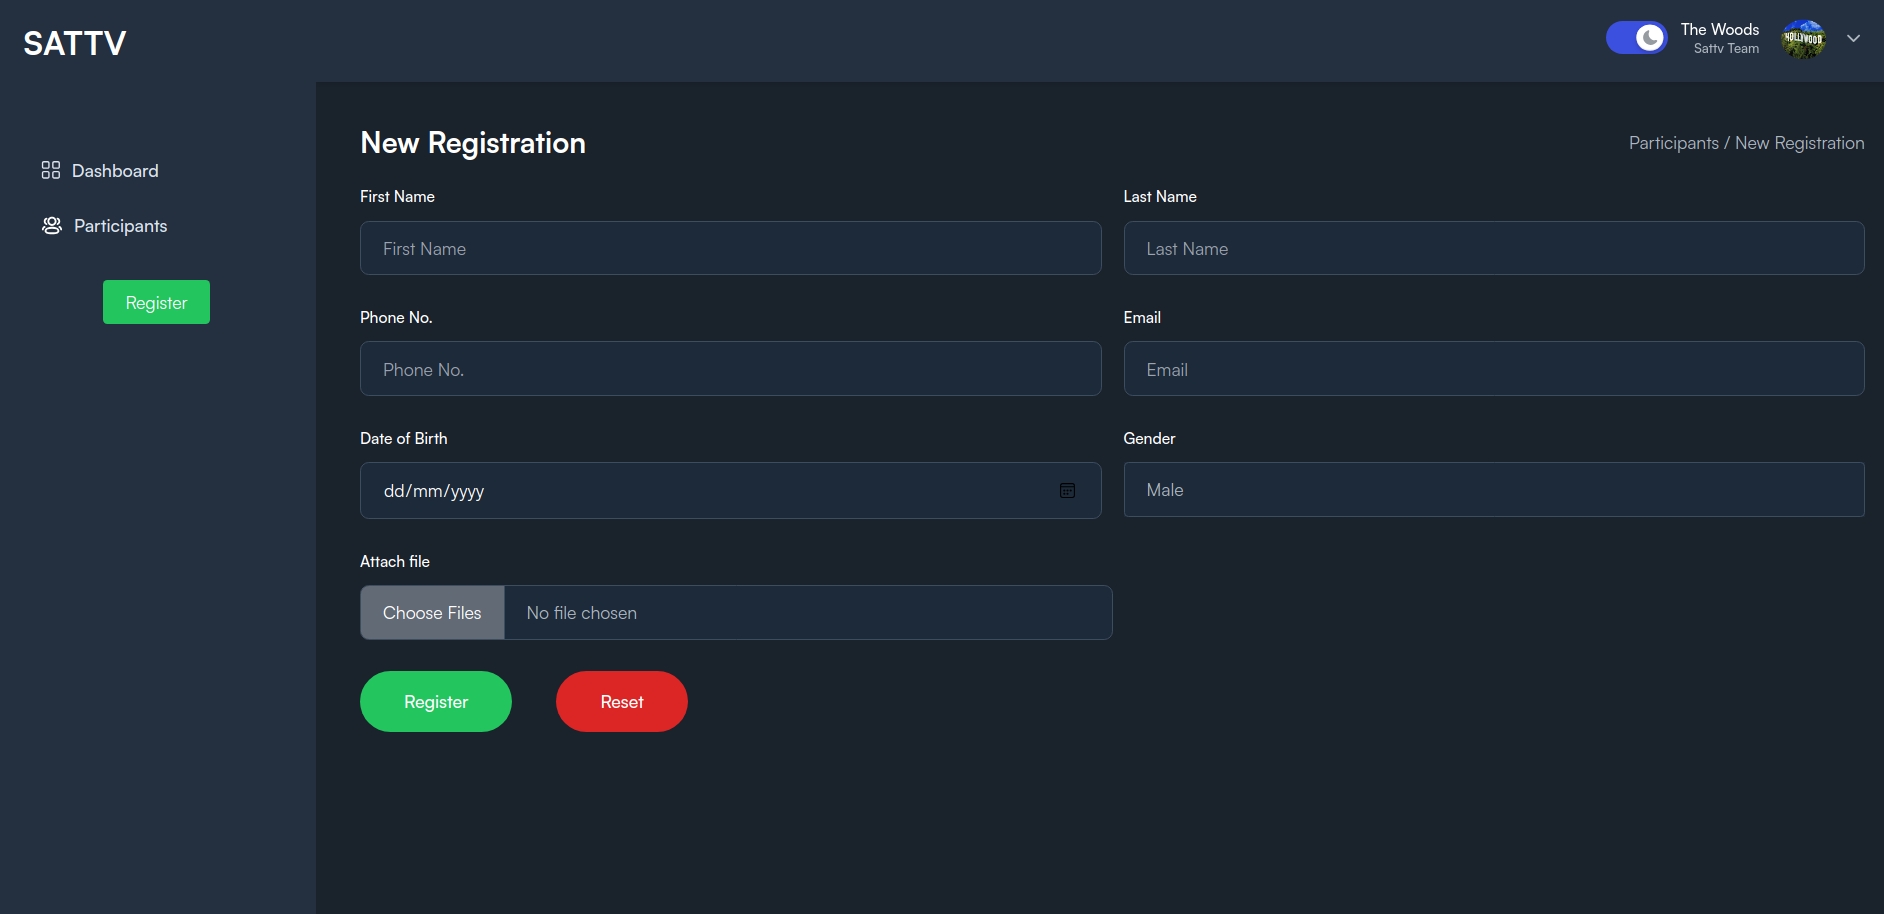 SATTV
The Woods
Sattv Team
HOLLYWOOD
Dashboard
Participants
Register
New Registration
Participants / New Registration
First Name
Last Name
First Name
Last Name
Phone No.
Email
Phone No.
Email
Date of Birth
Gender
dd/mm/yyyy
Male
Attach file
Choose Files
No file chosen
Register
Reset